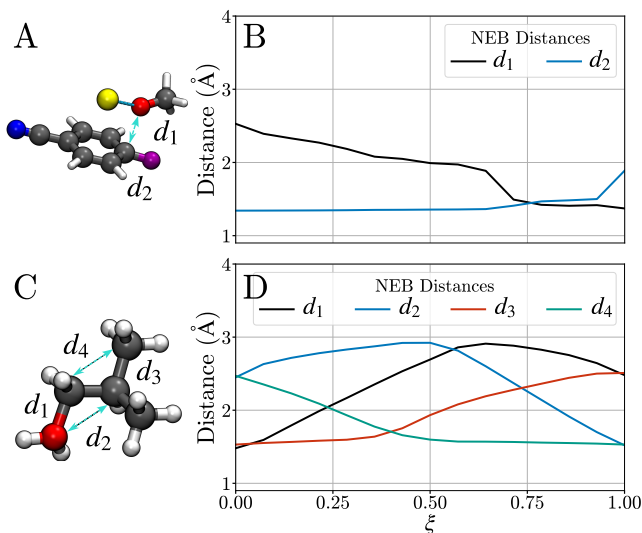 A
d₁
d₂
B
NEB Distances
d₁ d₂
Distance (Å)
4
3
2
1
C
d₄
d₃
d₁
d₂
D
NEB Distances
d₁ d₂ d₃ d₄
Distance (Å)
4
3
2
1
0.00 0.25 0.50 0.75 1.00
ξ